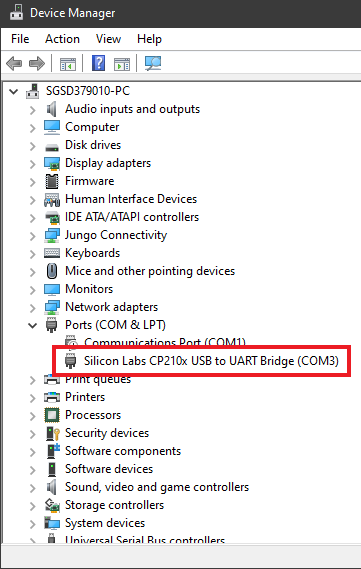 Device Manager
File Action View Help
SGSD379010-PC
Audio inputs and outputs
Computer
Disk drives
Display adapters
Firmware
Human Interface Devices
IDE ATA/ATAPI controllers
Jungo Connectivity
Keyboards
Mice and other pointing devices
Monitors
Network adapters
Ports (COM & LPT)
Communications Port (COM1)
Silicon Labs CP210x USB to UART Bridge (COM3)
Print queues
Printers
Processors
Security devices
Software components
Software devices
Sound, video and game controllers
Storage controllers
System devices
Universal Serial Bus controllers